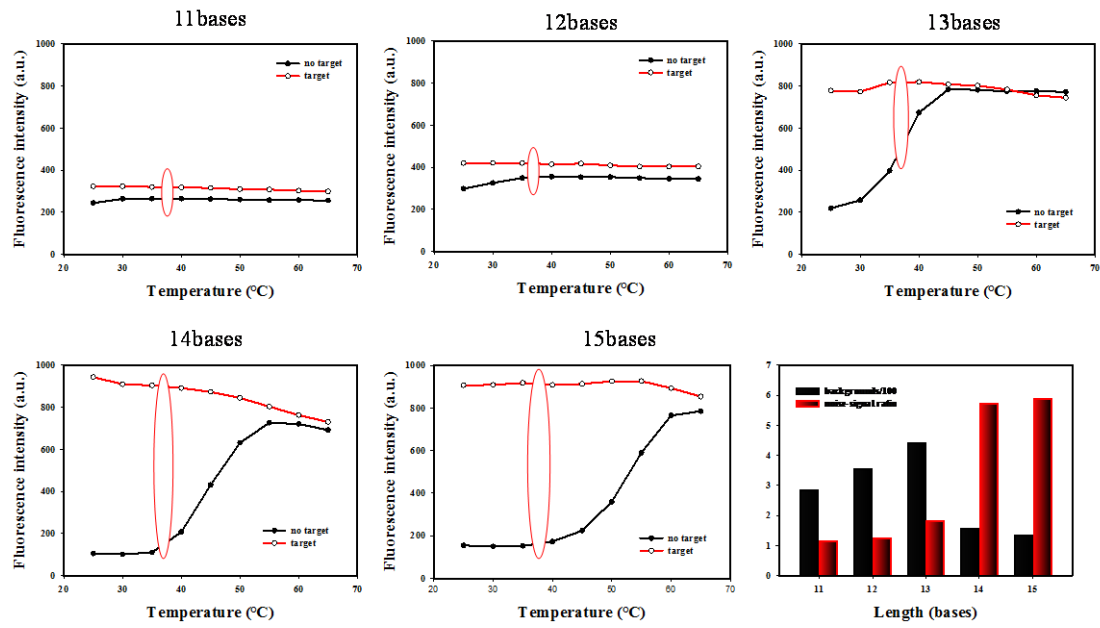 11bases
Fluorescence intensity (a.u.)
1000
800
600
400
200
0
no target
target
20 30 40 50 60 70
Temperature (°C)
12bases
Fluorescence intensity (a.u.)
1000
800
600
400
200
0
no target
target
20 30 40 50 60 70
Temperature (°C)
13bases
Fluorescence intensity (a.u.)
1000
800
600
400
200
0
no target
target
20 30 40 50 60 70
Temperature (°C)
14bases
Fluorescence intensity (a.u.)
1000
800
600
400
200
0
no target
target
20 30 40 50 60 70
Temperature (°C)
15bases
Fluorescence intensity (a.u.)
1000
800
600
400
200
0
no target
target
20 30 40 50 60 70
Temperature (°C)
7
6
5
4
3
2
1
0
backgrounds/100
noise-signal ratio
11 12 13 14 15
Length (bases)